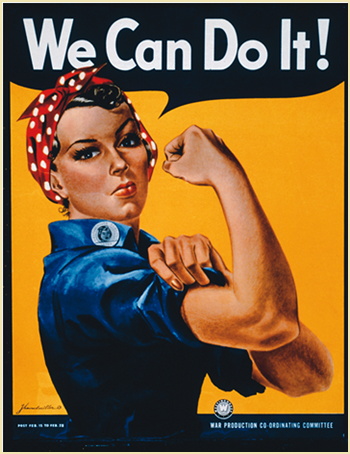 We Can Do It!
POST FEB. 15 TO FEB. 28
WAR PRODUCTION CO-ORDINATING COMMITTEE